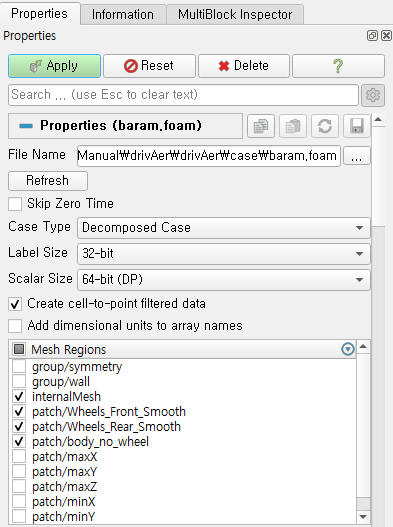 Properties Information MultiBlock Inspector
Properties
Apply Reset Delete ?
Search ... (use Esc to clear text)
Properties (baram.foam)
File Name Manual₩drivAer₩drivAer₩case₩baram.foam ...
Refresh
Skip Zero Time
Case Type Decomposed Case
Label Size 32-bit
Scalar Size 64-bit (DP)
Create cell-to-point filtered data
Add dimensional units to array names
Mesh Regions
group/symmetry
group/wall
internalMesh
patch/Wheels_Front_Smooth
patch/Wheels_Rear_Smooth
patch/body_no_wheel
patch/maxX
patch/maxY
patch/maxZ
patch/minX
patch/minY